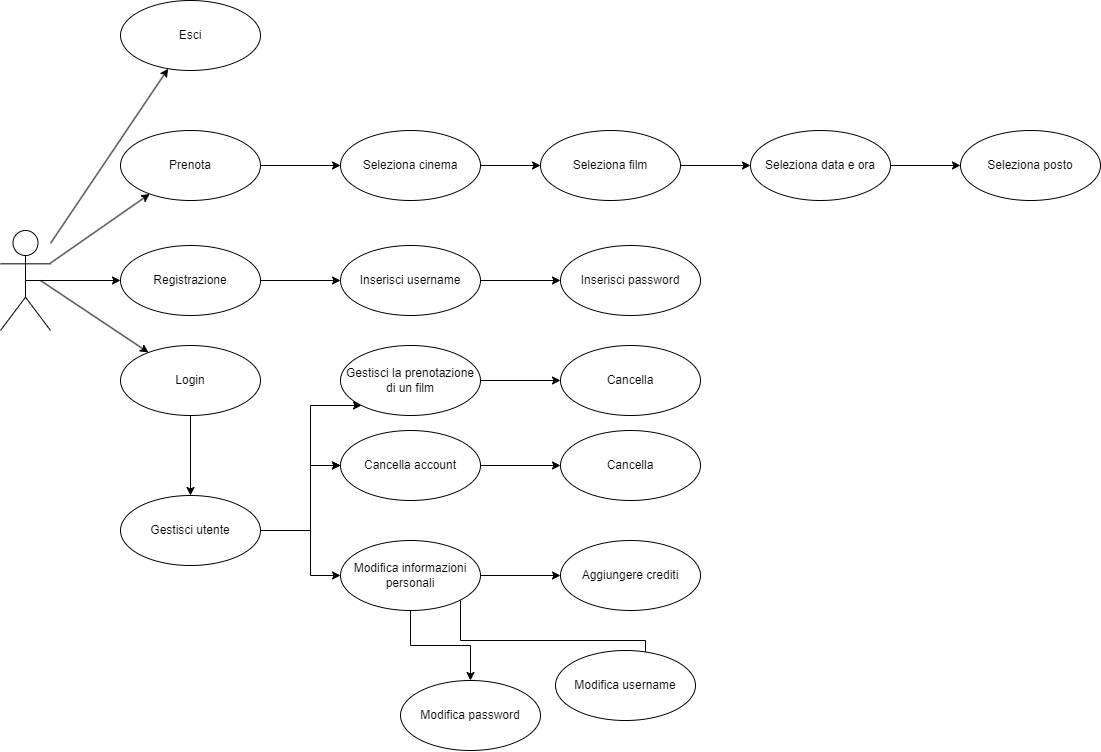 Esci
Prenota
Seleziona cinema
Seleziona film
Seleziona data e ora
Seleziona posto
Registrazione
Inserisci username
Inserisci password
Login
Gestisci la prenotazione
di un film
Cancella
Cancella account
Cancella
Gestisci utente
Modifica informazioni
personali
Aggiungere crediti
Modifica username
Modifica password